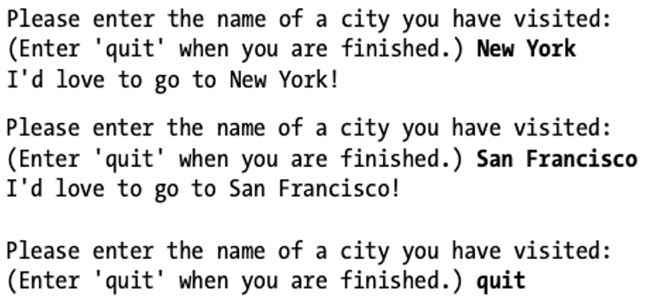 Please enter the name of a city you have visited:
(Enter 'quit' when you are finished.) New York
I'd love to go to New York!
Please enter the name of a city you have visited:
(Enter 'quit' when you are finished.) San Francisco
I'd love to go to San Francisco!
Please enter the name of a city you have visited:
(Enter 'quit' when you are finished.) quit